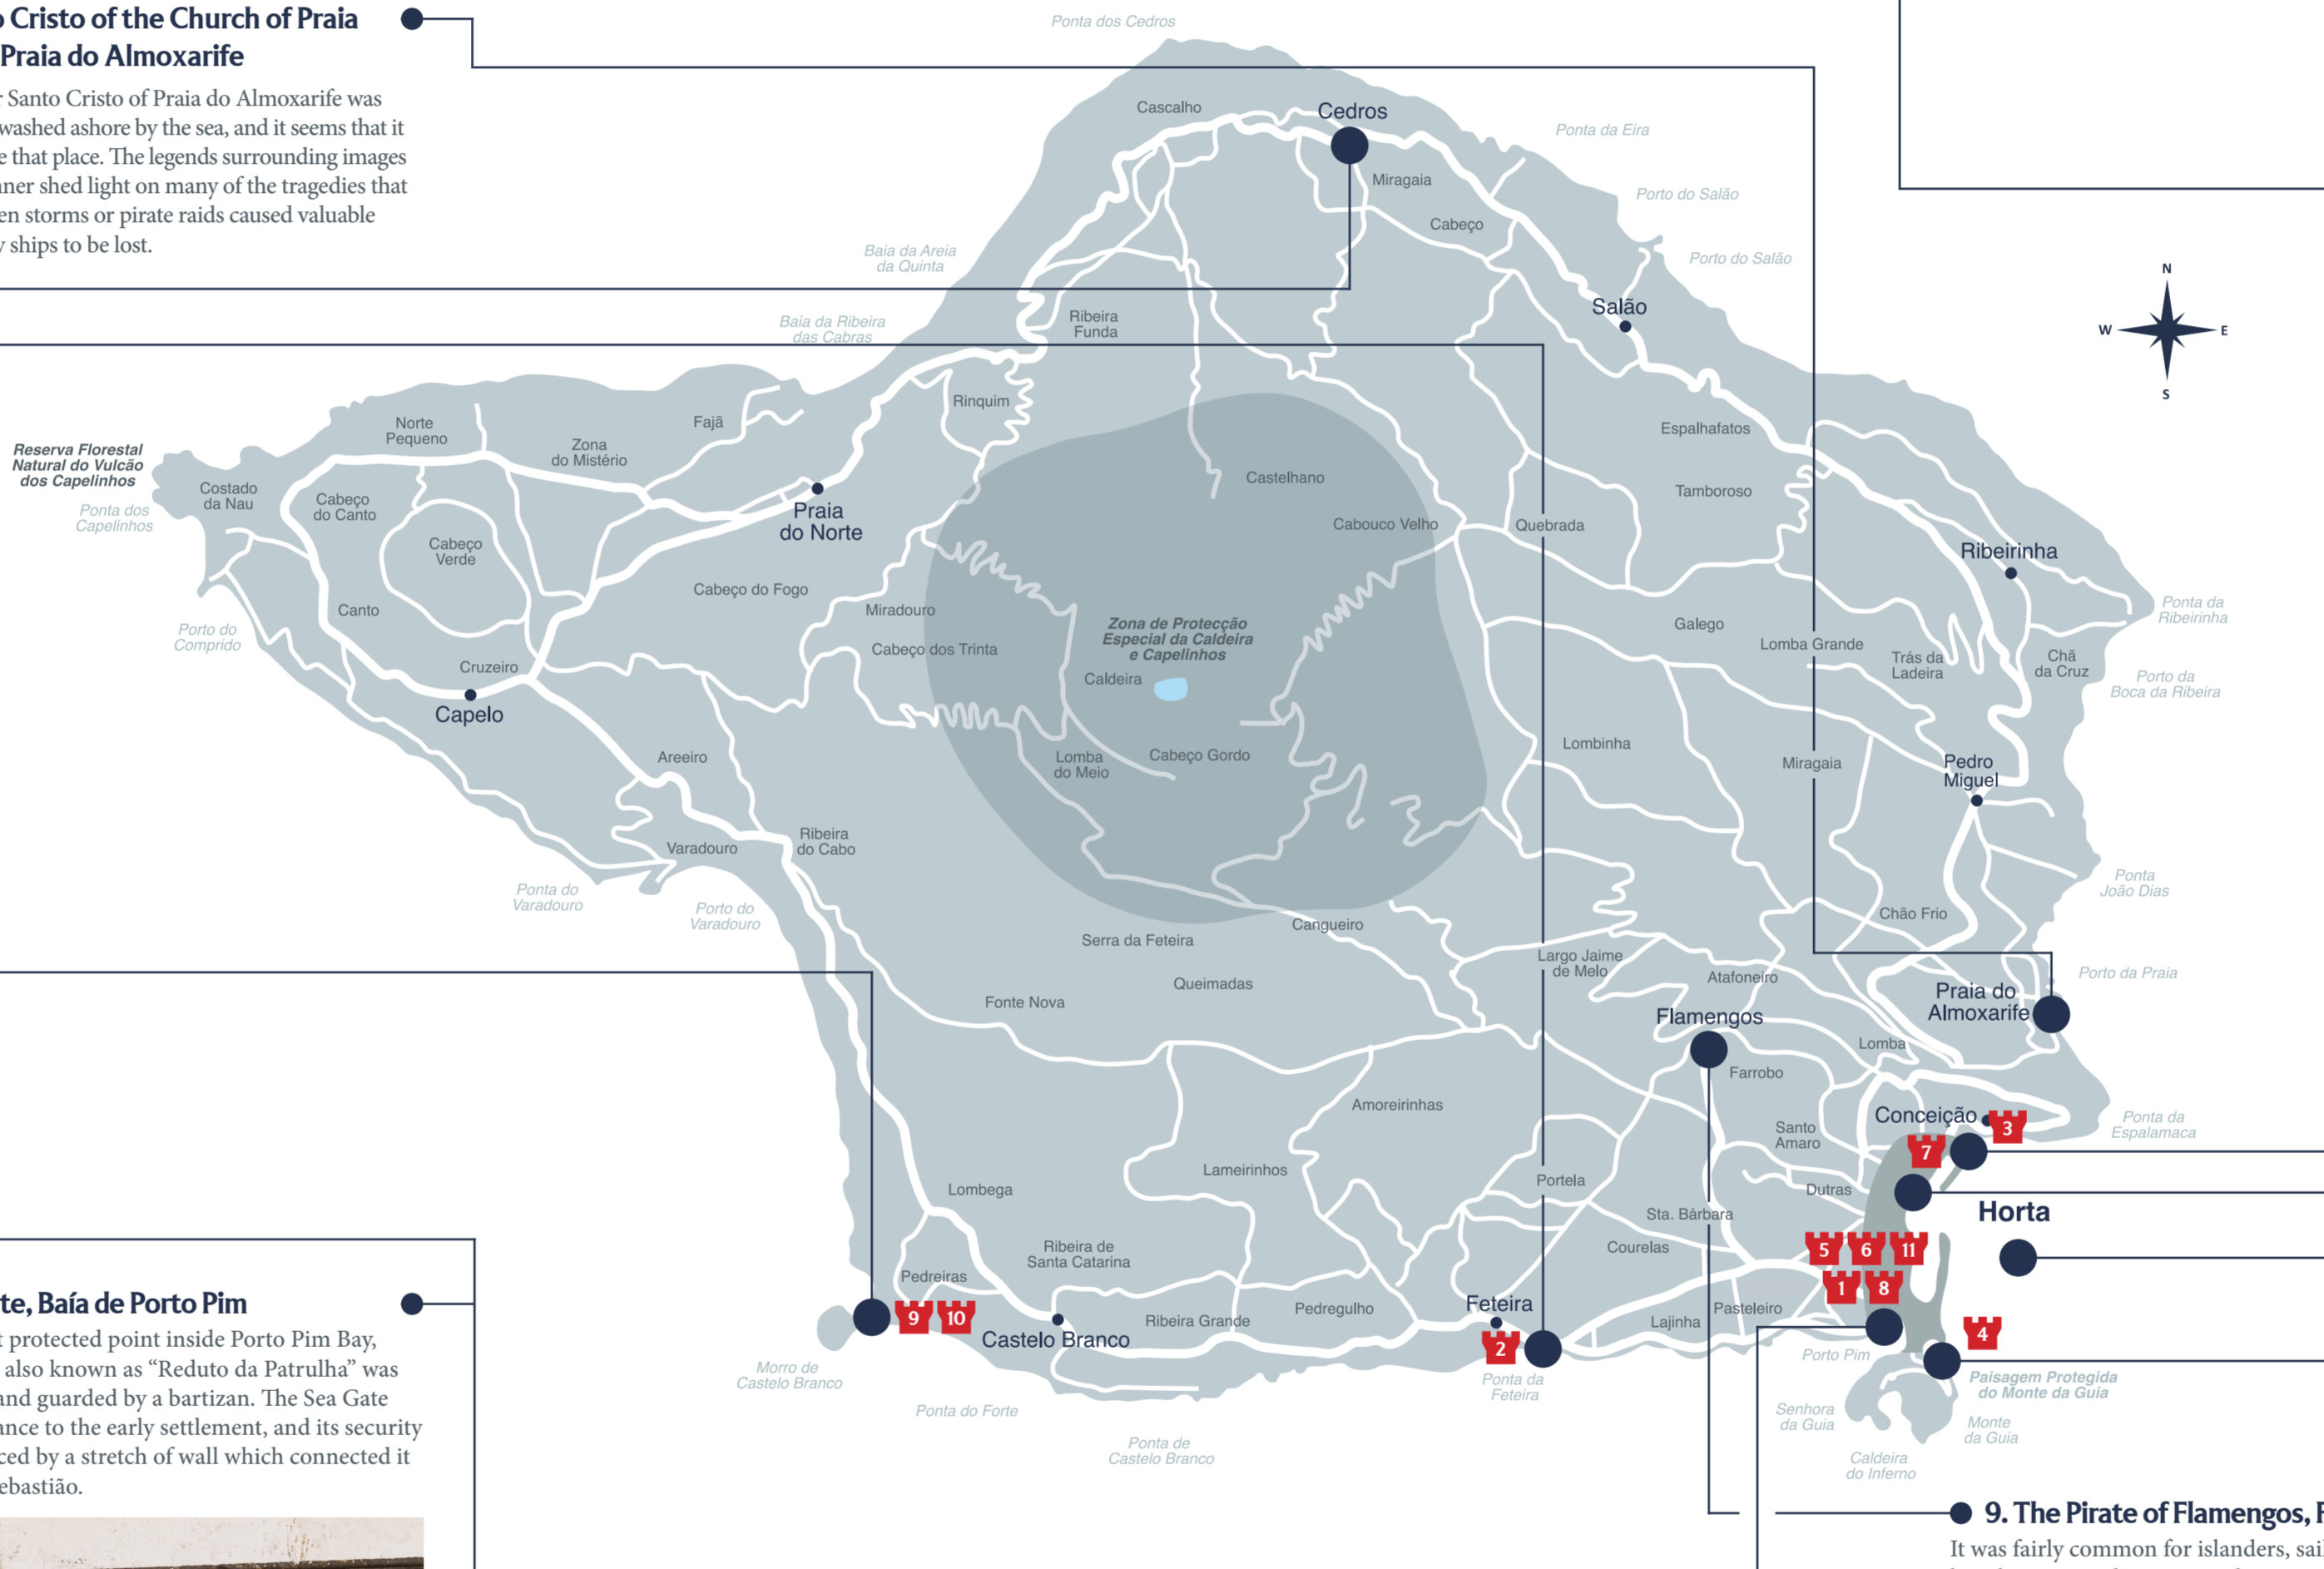 Cristo of the Church of Praia
Praia do Almoxarife
Santo Cristo of Praia do Almoxarife was
washed ashore by the sea, and it seems that it
that place. The legends surrounding images
shed light on many of the tragedies that
storms or pirate raids caused valuable
ships to be lost.
Ponta dos Cedros
Cascalho
Cedros
Ponta da Eira
Miragaia
Porto do Salão
Cabeço
Baia da Areia
da Quinta
Porto do Salão
N
W
E
S
Salão
Baia da Ribeira
das Cabras
Ribeira
Funda
Rinquim
Norte
Pequeno
Fajã
Zona
do Mistério
Espalhafatos
Reserva Florestal
Natural do Vulcão
dos Capelinhos
Costado
da Nau
Cabeço
do Canto
Ponta dos
Capelinhos
Castelhano
Tamboroso
Praia
do Norte
Cabouco Velho
Quebrada
Cabeço
Verde
Ribeirinha
Cabeço do Fogo
Canto
Miradouro
Ponta da
Ribeirinha
Porto do
Comprido
Zona de Protecção
Especial da Caldeira
e Capelinhos
Galego
Cabeço dos Trinta
Lomba Grande
Trás da
Ladeira
Chã
da Cruz
Cruzeiro
Caldeira
Porto da
Boca da Ribeira
Capelo
Areeiro
Lomba
do Meio
Cabeço Gordo
Lombinha
Miragaia
Pedro
Miguel
Ribeira
do Cabo
Varadouro
Ponta do
Varadouro
Porto do
Varadouro
Ponta
João Dias
Chão Frio
Cangueiro
Serra da Feteira
Largo Jaime
de Melo
Queimadas
Atafoneiro
Porto da Praia
Fonte Nova
Praia do
Almoxarife
Flamengos
Lomba
Farrobo
Amoreirinhas
Conceição
3
Ponta da
Espalamaca
Santo
Amaro
7
Lameirinhos
Portela
Lombega
Dutras
Horta
Sta. Bárbara
Courelas
5
6
11
Ribeira de
Santa Catarina
Pedreiras
1
8
9
10
Castelo Branco
Ribeira Grande
Pedregulho
Feteira
2
Lajinha
Pasteleiro
4
Porto Pim
Morro de
Castelo Branco
Ponta da
Feteira
Paisagem Protegida
do Monte da Guia
Ponta do Forte
Senhora
da Guia
Monte
da Guia
Ponta de
Castelo Branco
Caldeira
do Inferno
Baía de Porto Pim
protected point inside Porto Pim Bay,
also known as “Reduto da Patrulha” was
and guarded by a bartizan. The Sea Gate
to the early settlement, and its security
by a stretch of wall which connected it
9. The Pirate of Flamengos,
It was fairly common for islanders,